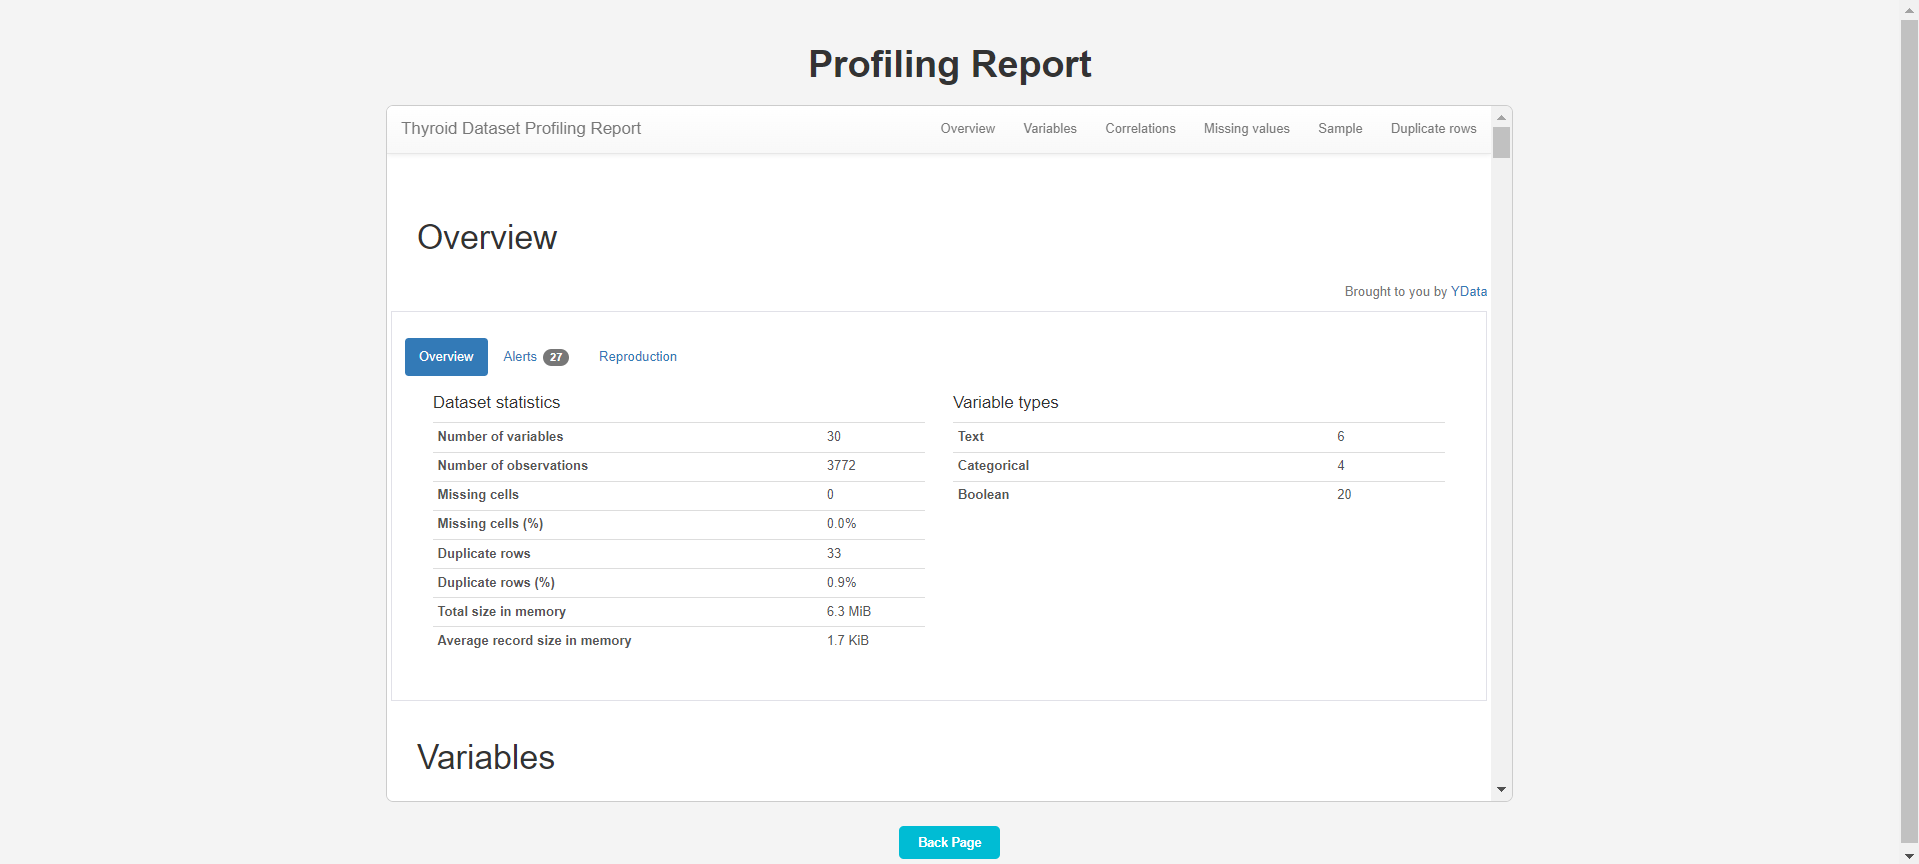 Profiling Report
Thyroid Dataset Profiling Report Overview Variables Correlations Missing values Sample Duplicate rows
Overview
Brought to you by YData
Overview Alerts 27 Reproduction
Dataset statistics
Number of variables 30
Number of observations 3772
Missing cells 0
Missing cells (%) 0.0%
Duplicate rows 33
Duplicate rows (%) 0.9%
Total size in memory 6.3 MiB
Average record size in memory 1.7 KiB
Variable types
Text 6
Categorical 4
Boolean 20
Variables
Back Page